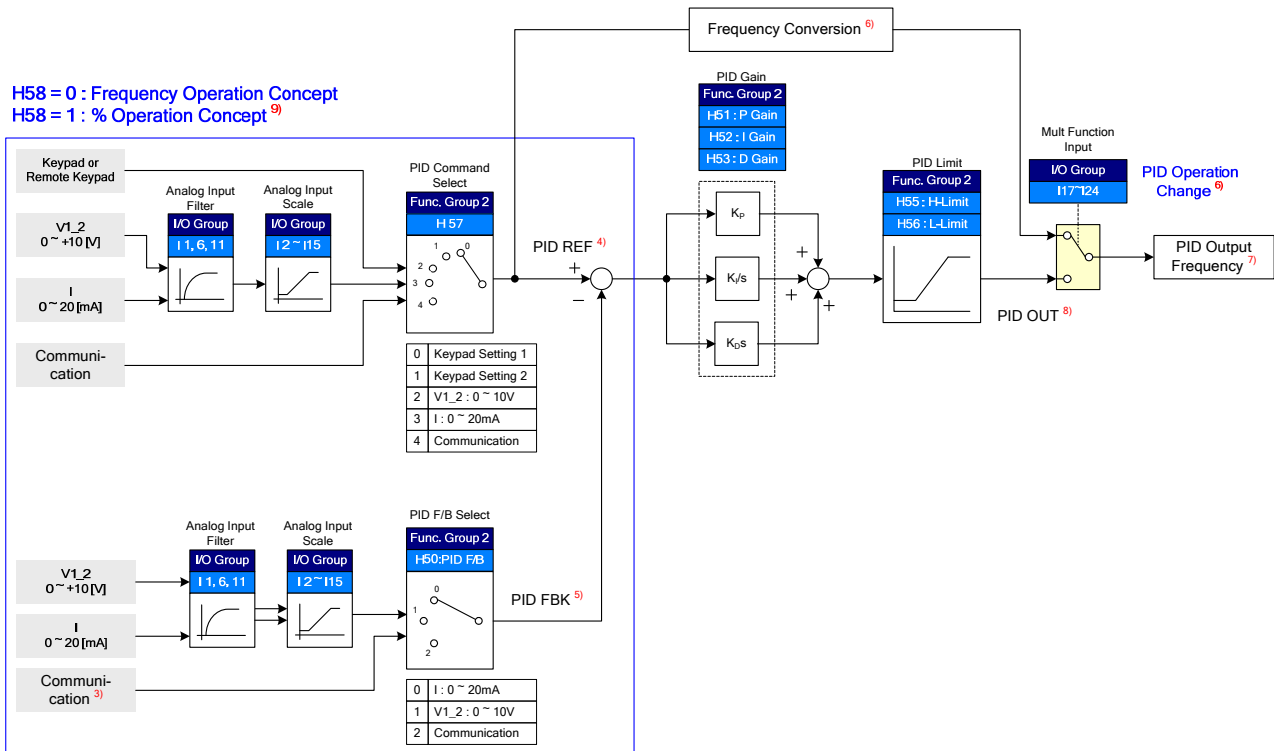 Frequency Conversion 6)
H58 = 0 : Frequency Operation Concept
H58 = 1 : % Operation Concept 9)
Keypad or
Remote Keypad
V1_2
0 ~ +10 [V]
I
0 ~ 20 [mA]
Communi-
cation
Analog Input
Filter
I/O Group
I 1, 6, 11
Analog Input
Scale
I/O Group
I 2 ~ I15
PID Command
Select
Func. Group 2
H 57
0
1
2
3
4
0 Keypad Setting 1
1 Keypad Setting 2
2 V1_2 : 0 ~ 10V
3 I : 0 ~ 20mA
4 Communication
PID REF 4)
+
−
PID Gain
Func. Group 2
H51 : P Gain
H52 : I Gain
H53 : D Gain
KP
KI/s
KDs
+
+
+
PID Limit
Func. Group 2
H55 : H-Limit
H56 : L-Limit
PID OUT 8)
Mult Function
Input
I/O Group
I17~I24
PID Operation
Change 6)
PID Output
Frequency 7)
V1_2
0 ~ +10 [V]
I
0 ~ 20 [mA]
Communi-
cation 3)
Analog Input
Filter
I/O Group
I 1, 6, 11
Analog Input
Scale
I/O Group
I 2 ~ I15
PID F/B Select
Func. Group 2
H50:PID F/B
0
1
2
PID FBK 5)
0 I : 0 ~ 20mA
1 V1_2 : 0 ~ 10V
2 Communication